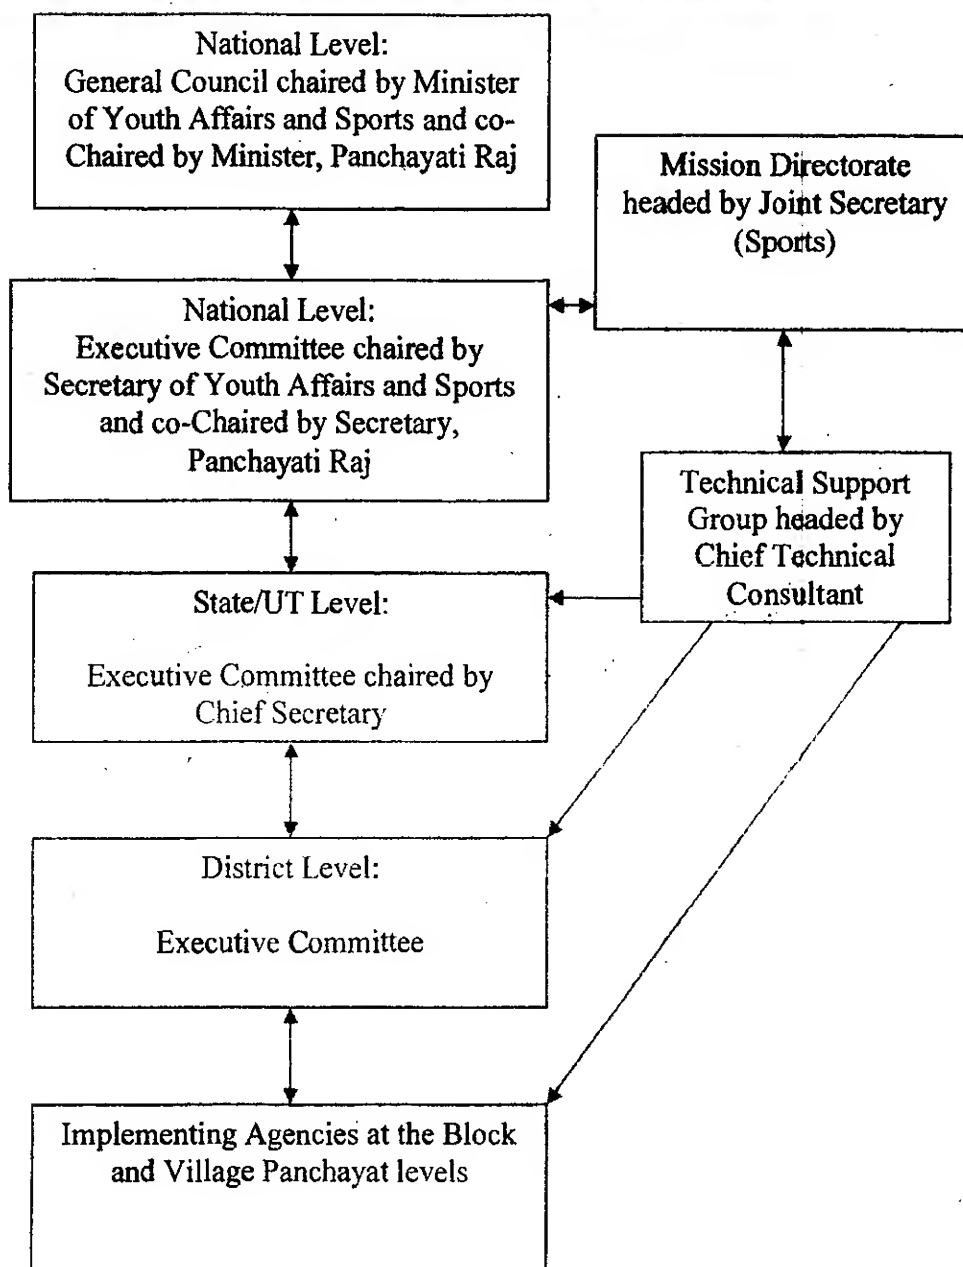 National Level:
General Council chaired by Minister
of Youth Affairs and Sports and co-
Chaired by Minister, Panchayati Raj
Mission Directorate
headed by Joint Secretary
(Sports)
National Level:
Executive Committee chaired by
Secretary of Youth Affairs and Sports
and co-Chaired by Secretary,
Panchayati Raj
Technical Support
Group headed by
Chief Technical
Consultant
State/UT Level:
Executive Committee chaired by
Chief Secretary
District Level:
Executive Committee
Implementing Agencies at the Block
and Village Panchayat levels